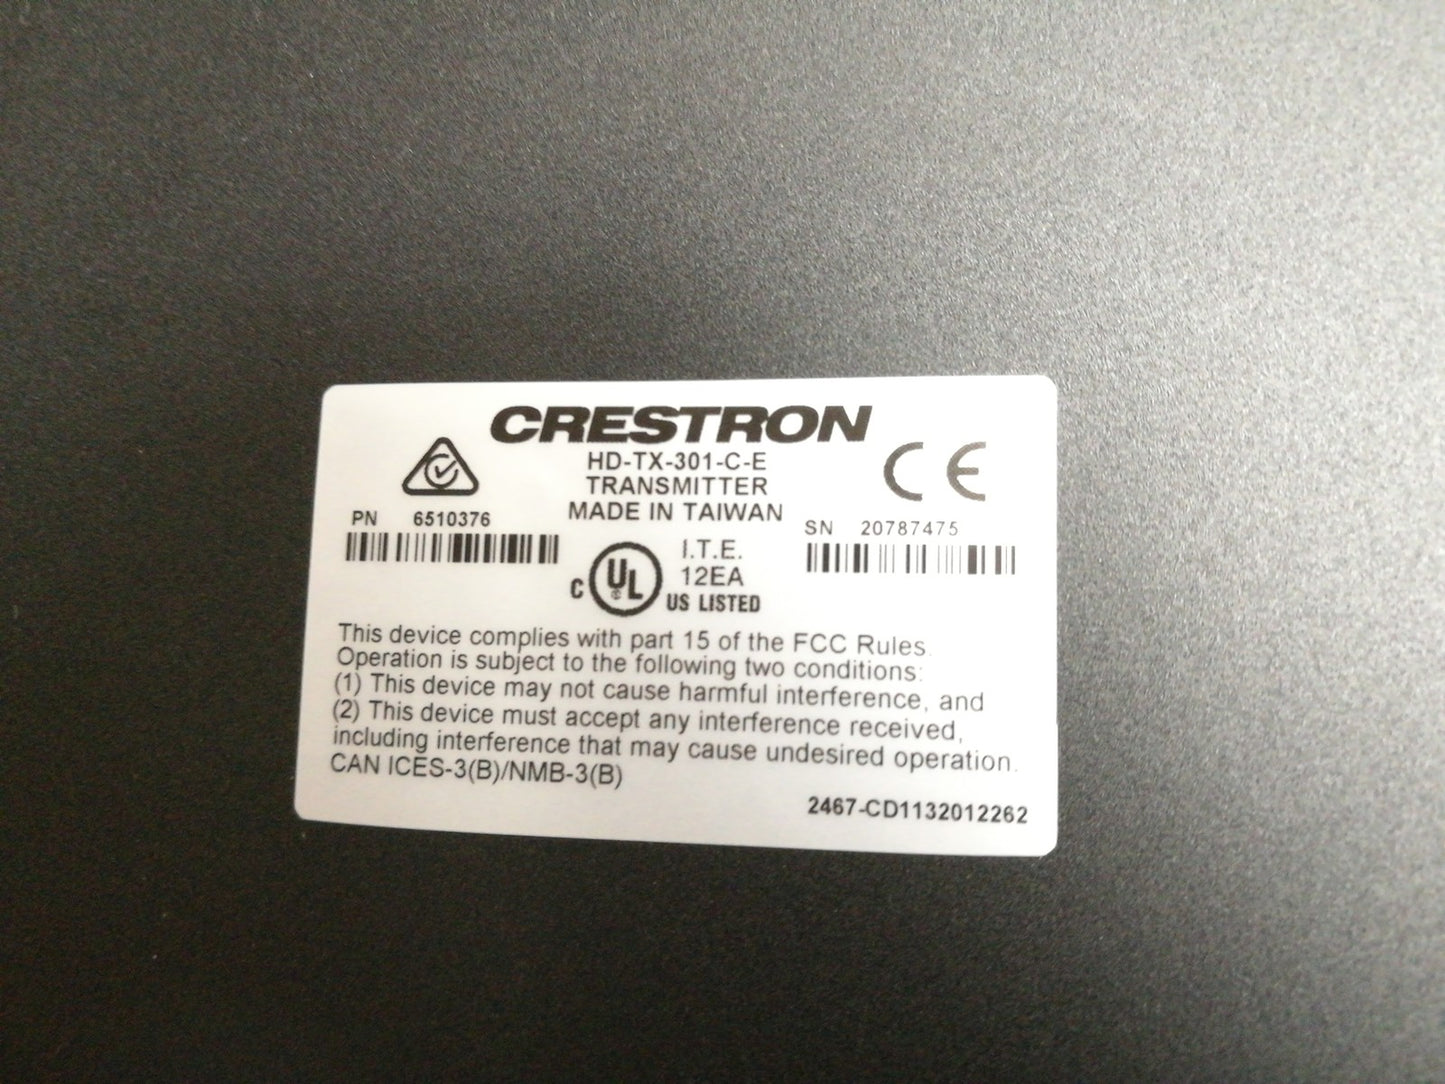 CRESTRON
HD-TX-301-C-E
TRANSMITTER
MADE IN TAIWAN
CE
PN 6510376
SN 20787475
C UL US LISTED
I.T.E.
12EA
This device complies with part 15 of the FCC Rules.
Operation is subject to the following two conditions:
(1) This device may not cause harmful interference, and
(2) This device must accept any interference received,
including interference that may cause undesired operation.
CAN ICES-3(B)/NMB-3(B)
2467-CD1132012262